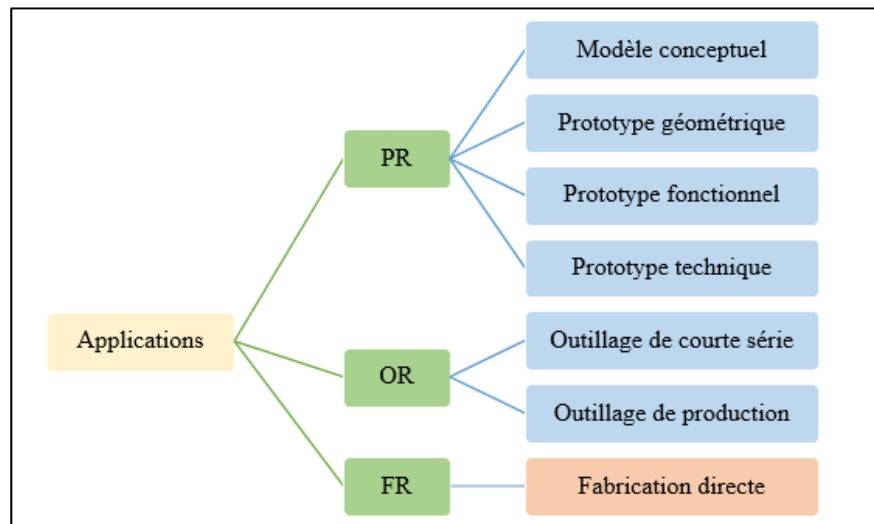 Modèle conceptuel
Prototype géométrique
PR
Prototype fonctionnel
Prototype technique
Applications
Outillage de courte série
OR
Outillage de production
FR
Fabrication directe